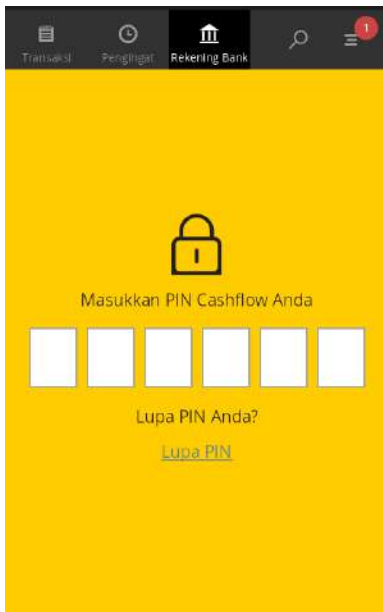 1
Transaksi Pengingat Rekening Bank
Masukkan PIN Cashflow Anda
Lupa PIN Anda?
Lupa PIN